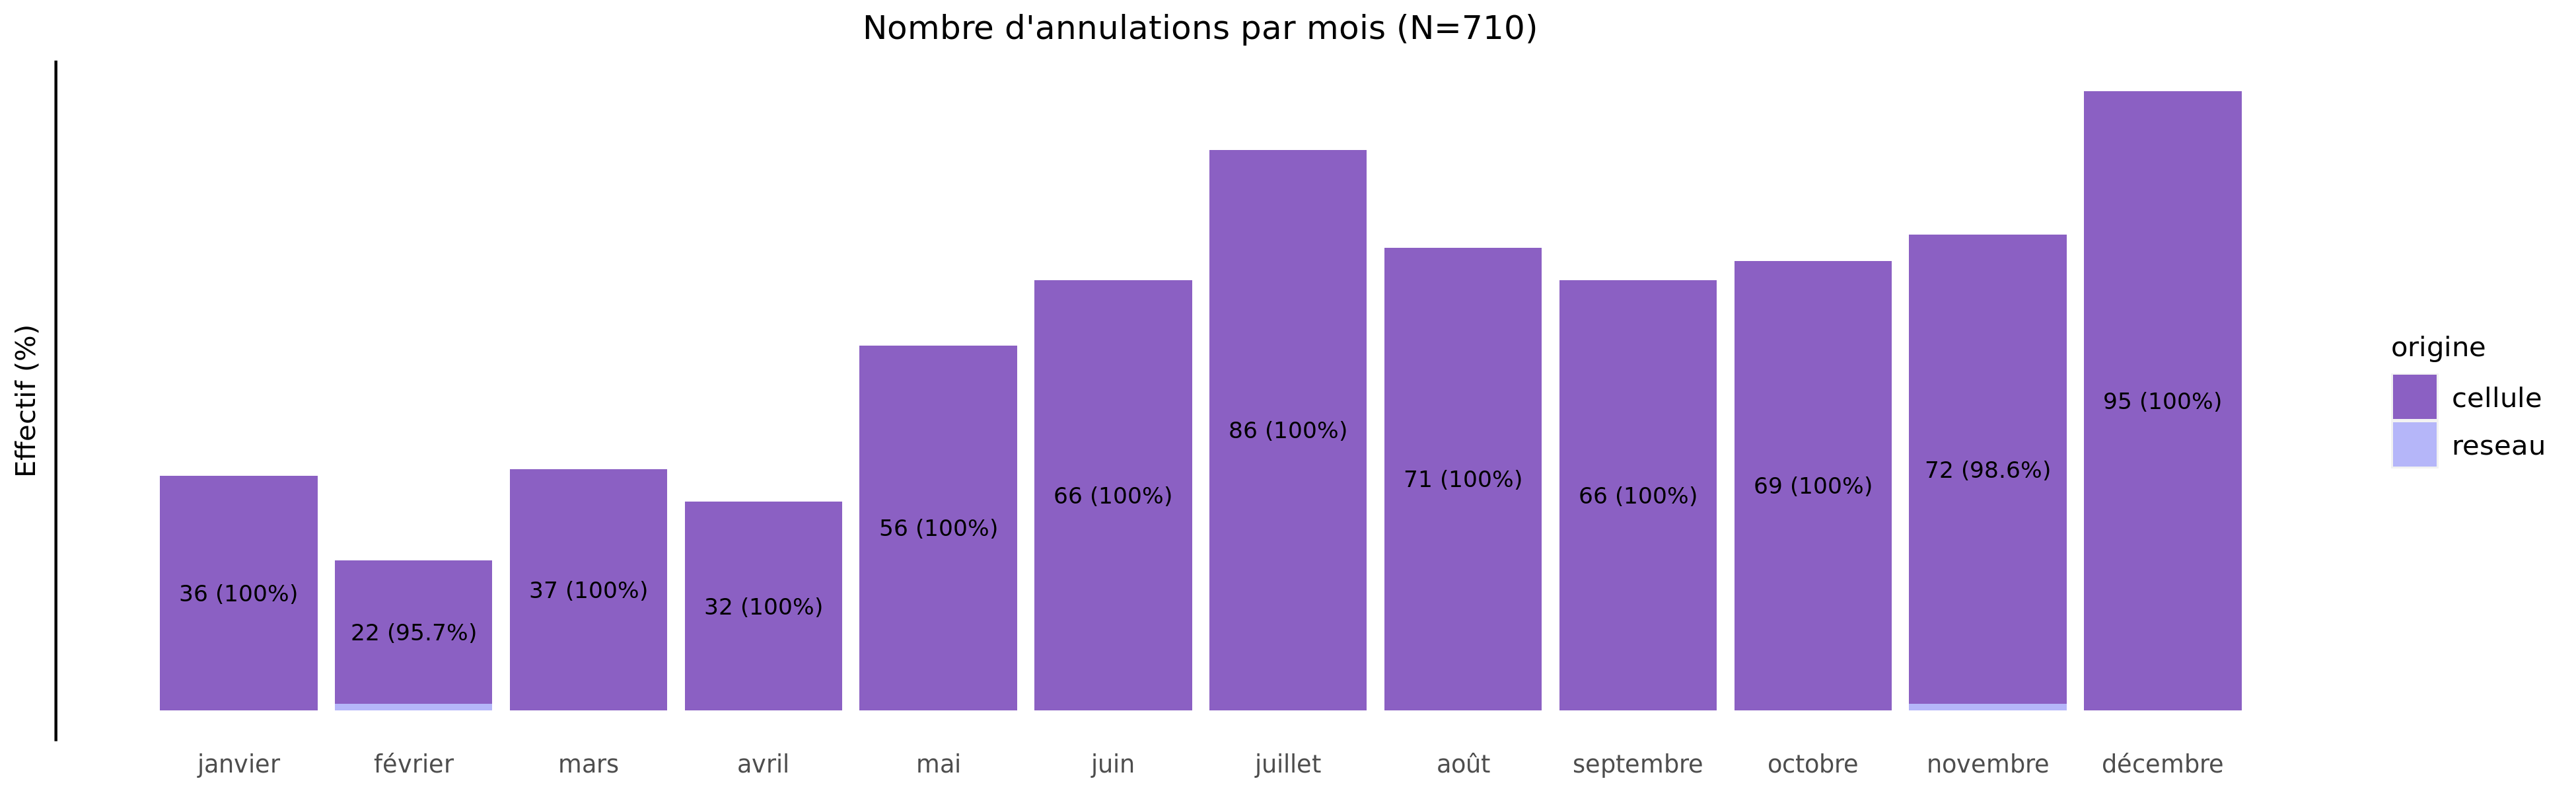 Nombre d'annulations par mois (N=710)
Effectif (%)
36 (100%)
22 (95.7%)
37 (100%)
32 (100%)
56 (100%)
66 (100%)
86 (100%)
71 (100%)
66 (100%)
69 (100%)
72 (98.6%)
95 (100%)
janvier
février
mars
avril
mai
juin
juillet
août
septembre
octobre
novembre
décembre
origine
cellule
reseau